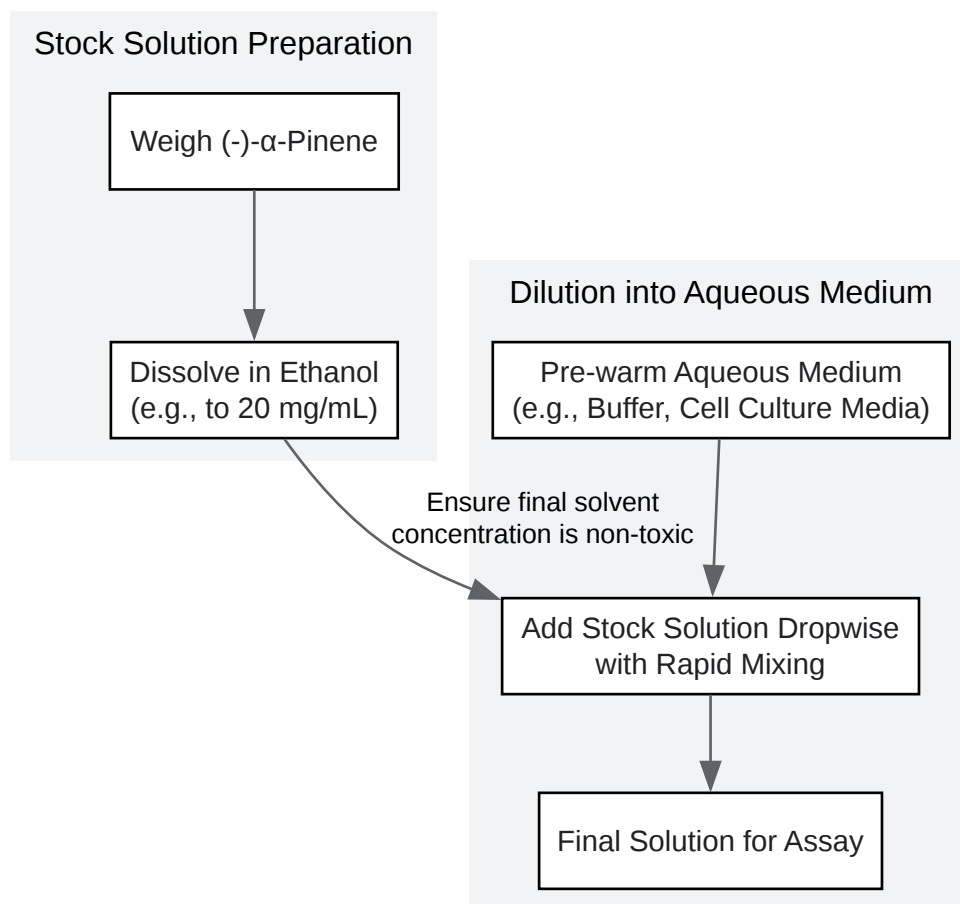 Stock Solution Preparation
Weigh (-)-α-Pinene
Dissolve in Ethanol
(e.g., to 20 mg/mL)
Dilution into Aqueous Medium
Pre-warm Aqueous Medium
(e.g., Buffer, Cell Culture Media)
Ensure final solvent
concentration is non-toxic
Add Stock Solution Dropwise
with Rapid Mixing
Final Solution for Assay